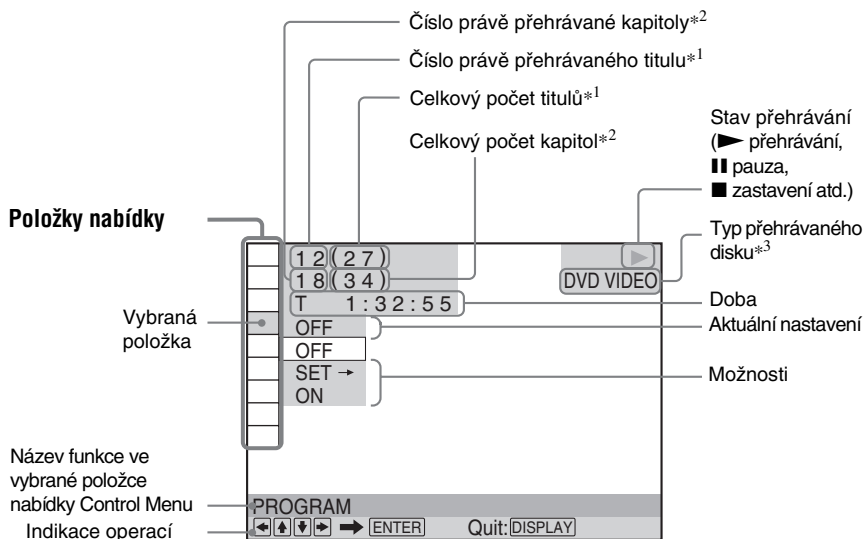 Číslo právě přehrávané kapitoly*2
Číslo právě přehrávaného titulu*1
Celkový počet titulů*1
Celkový počet kapitol*2
Stav přehrávání
(► přehrávání,
❚❚ pauza,
■ zastavení atd.)
Položky nabídky
Typ přehrávaného
disku*3
12(27)
18(34)
DVD VIDEO
T 1:32:55
Doba
Vybraná
položka
OFF
Aktuální nastavení
OFF
SET →
ON
Možnosti
Název funkce ve
vybrané položce
nabídky Control Menu
PROGRAM
Indikace operací
ENTER Quit: DISPLAY